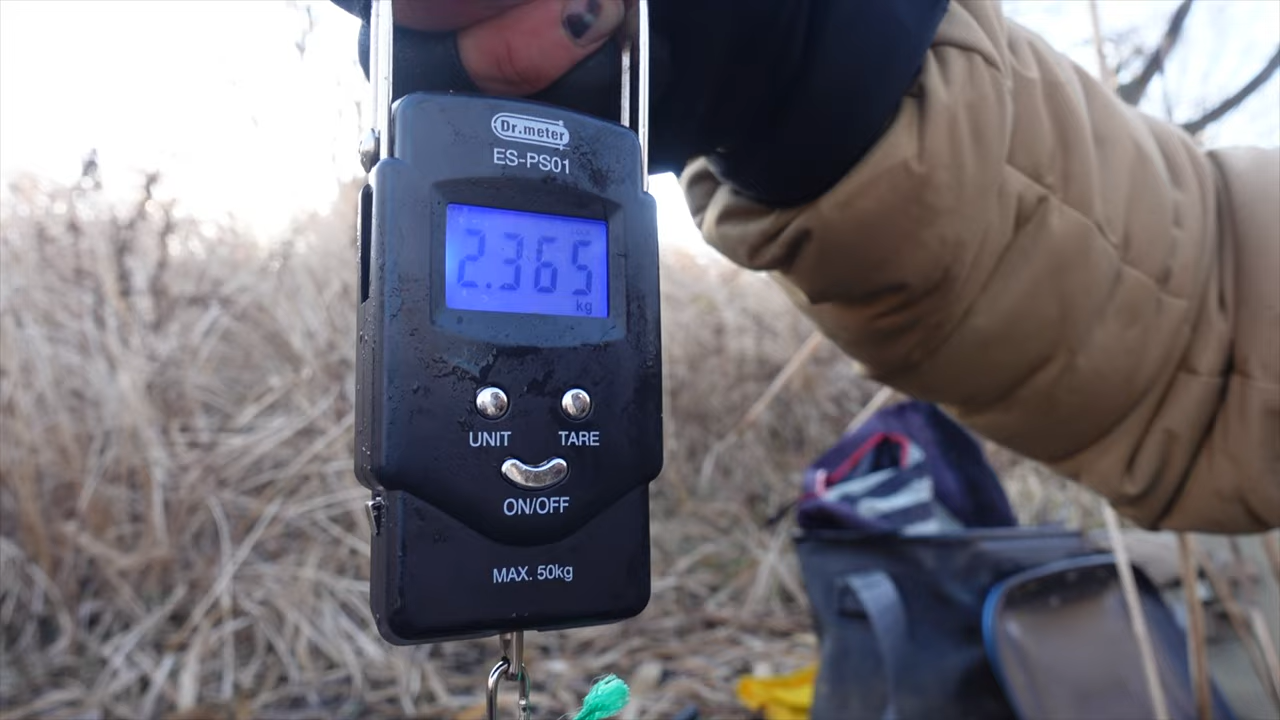 Dr.meter
ES-PS01
2.365
kg
UNIT TARE
ON/OFF
MAX. 50kg